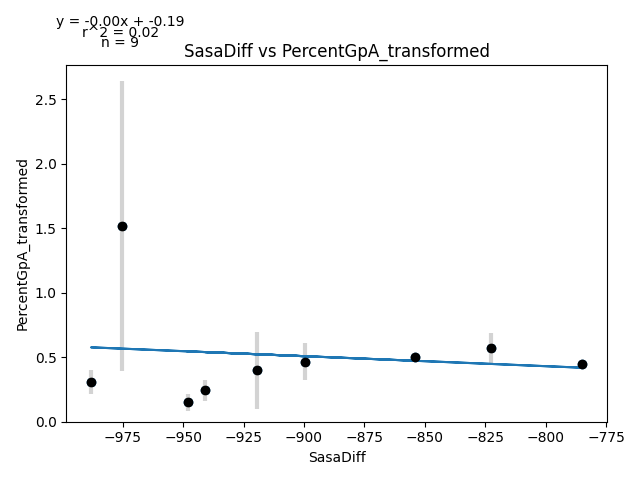 y = -0.00x + -0.19
r^2 = 0.02
n = 9
SasaDiff vs PercentGpA_transformed
PercentGpA_transformed
2.5
2.0
1.5
1.0
0.5
0.0
−975 −950 −925 −900 −875 −850 −825 −800 −775
SasaDiff